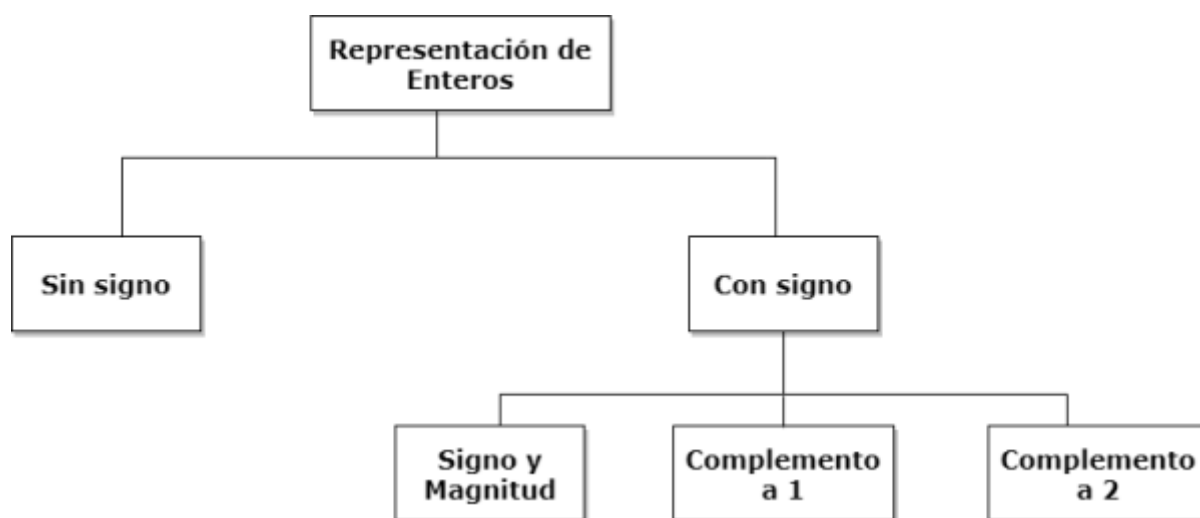 Representación de
Enteros
Sin signo
Con signo
Signo y
Magnitud
Complemento
a 1
Complemento
a 2